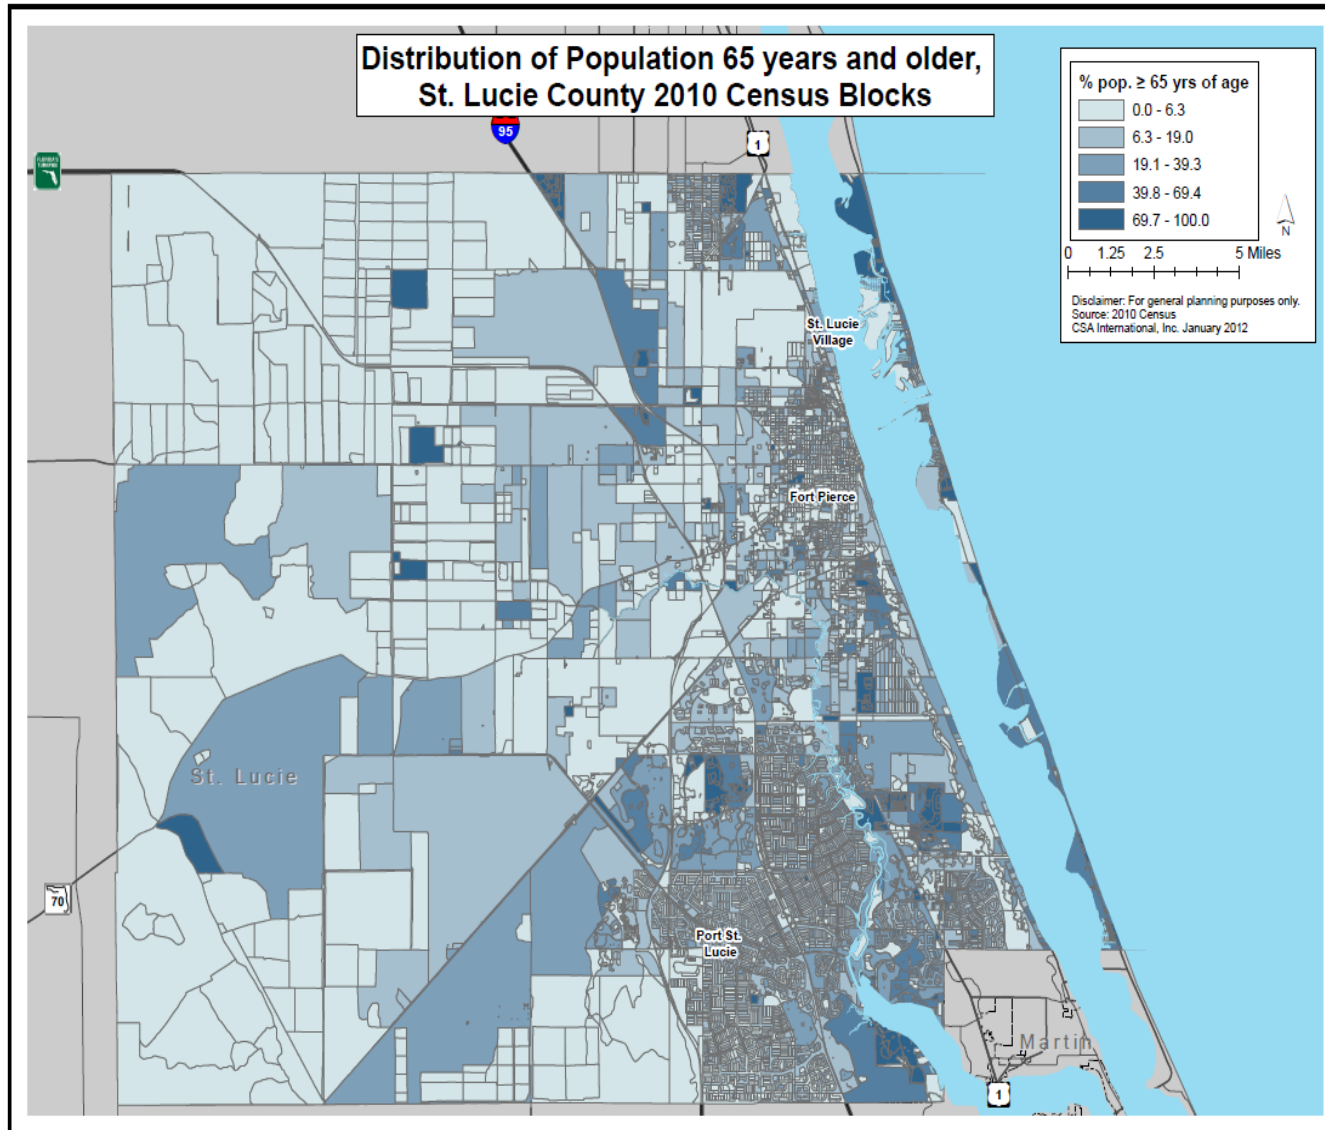 Distribution of Population 65 years and older,
St. Lucie County 2010 Census Blocks
% pop. ≥ 65 yrs of age
0.0 - 6.3
6.3 - 19.0
19.1 - 39.3
39.8 - 69.4
69.7 - 100.0
N
0 1.25 2.5 5 Miles
Disclaimer: For general planning purposes only.
Source: 2010 Census
CSA International, Inc. January 2012
95
1
St. Lucie
Village
Fort Pierce
St. Lucie
70
Port St.
Lucie
Martin
1